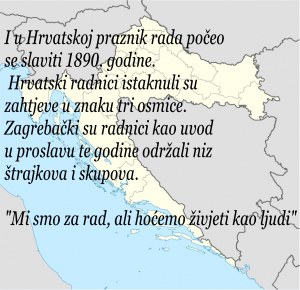 I u Hrvatskoj praznik rada počeo
se slaviti 1890, godine.
Hrvatski radnici istaknuli su
zahtjeve u znaku tri osmice.
Zagrebački su radnici kao uvod
u proslavu te godine održali niz
štrajkova i skupova.
"Mi smo za rad, ali hoćemo živjeti kao ljudi"